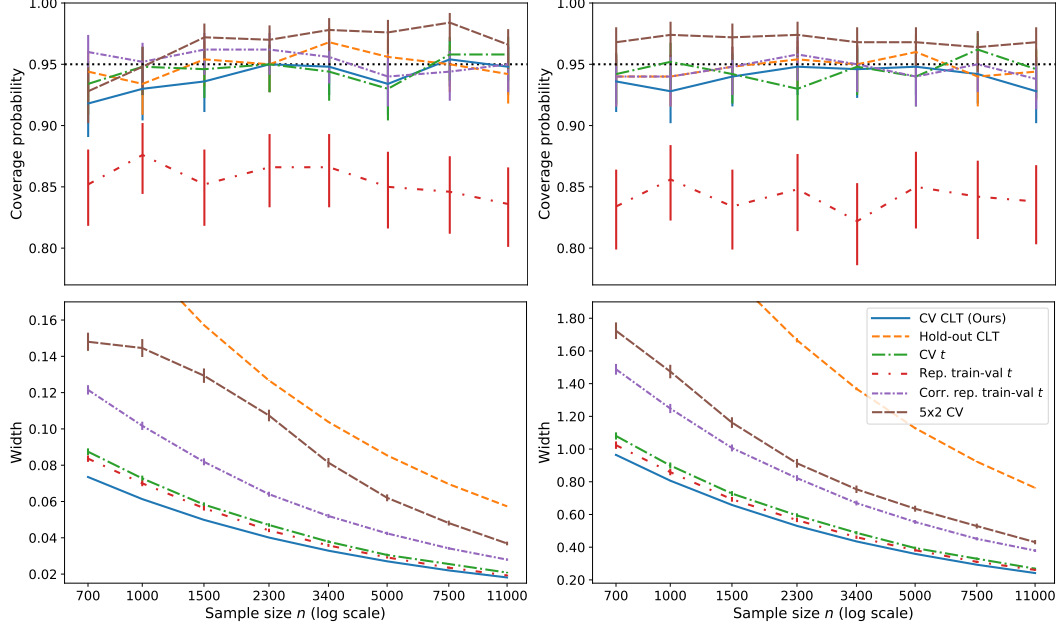 1.00
0.95
0.90
0.85
0.80
Coverage probability
1.00
0.95
0.90
0.85
0.80
Coverage probability
0.16
0.14
0.12
0.10
0.08
0.06
0.04
0.02
Width
700 1000 1500 2300 3400 5000 7500 11000
Sample size n (log scale)
1.80
1.60
1.40
1.20
1.00
0.80
0.60
0.40
0.20
Width
CV CLT (Ours)
Hold-out CLT
CV t
Rep. train-val t
Corr. rep. train-val t
5x2 CV
700 1000 1500 2300 3400 5000 7500 11000
Sample size n (log scale)